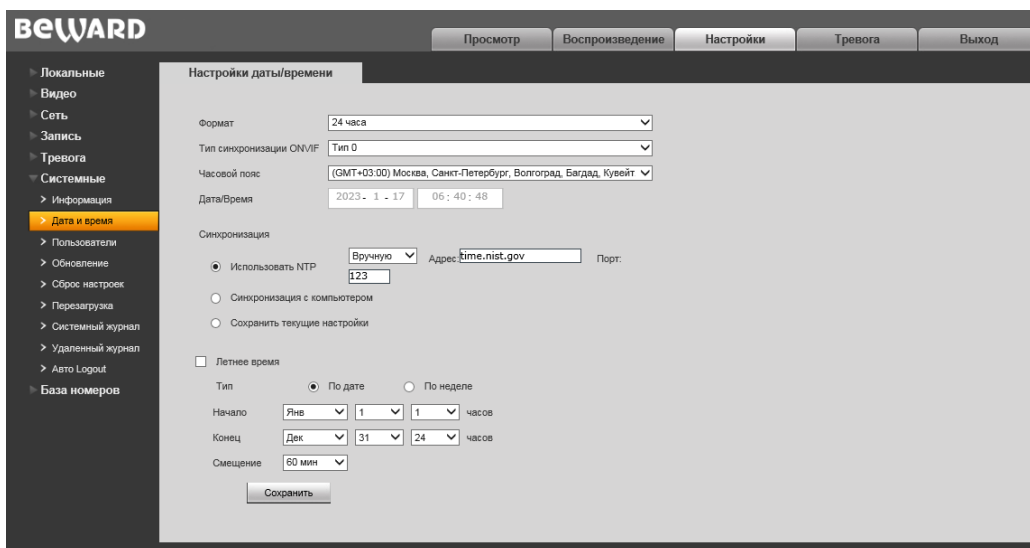 BEWARD
Просмотр Воспроизведение Настройки Тревога Выход
Локальные
Видео
Сеть
Запись
Тревога
Системные
Информация
Дата и время
Пользователи
Обновление
Сброс настроек
Перезагрузка
Системный журнал
Удаленный журнал
Авто Logout
База номеров
Настройки даты/времени
Формат 24 часа
Тип синхронизации ONVIF Тип 0
Часовой пояс (GMT+03:00) Москва, Санкт-Петербург, Волгоград, Багдад, Кувейт
Дата/Время 2023 - 1 - 17 06 : 40 : 48
Синхронизация
Использовать NTP Вручную Адрес: time.nist.gov Порт:
123
Синхронизация с компьютером
Сохранить текущие настройки
Летнее время
Тип По дате По неделе
Начало Янв 1 1 часов
Конец Дек 31 24 часов
Смещение 60 мин
Сохранить